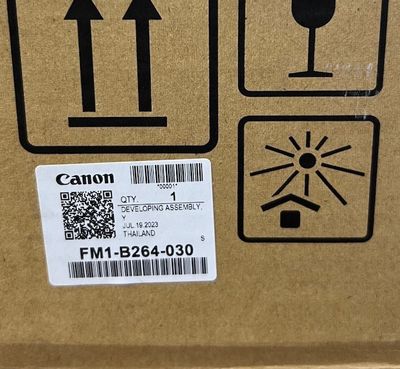 Canon
*00001*
QTY. 1
DEVELOPING ASSEMBLY,
Y
JUL.19.2023
THAILAND
S
FM1-B264-030